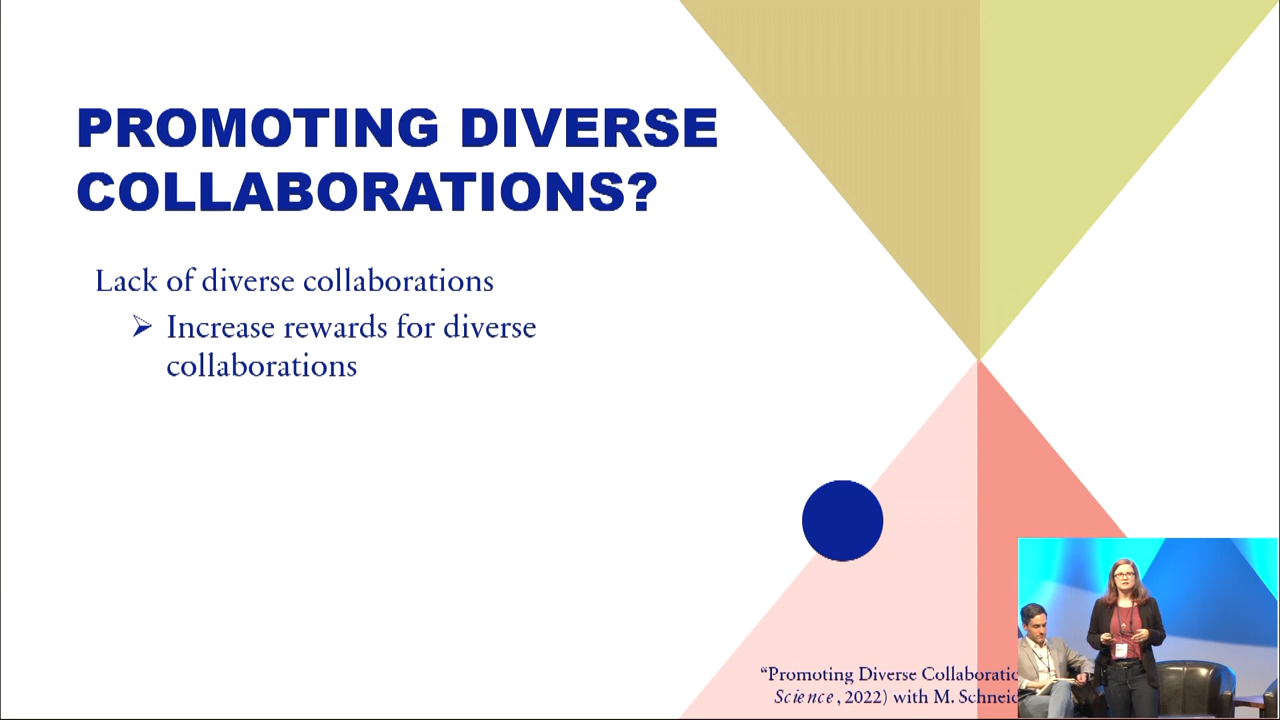 PROMOTING DIVERSE
COLLABORATIONS?
Lack of diverse collaborations
➢ Increase rewards for diverse
collaborations
“Promoting Diverse
Science, 2022) with M.